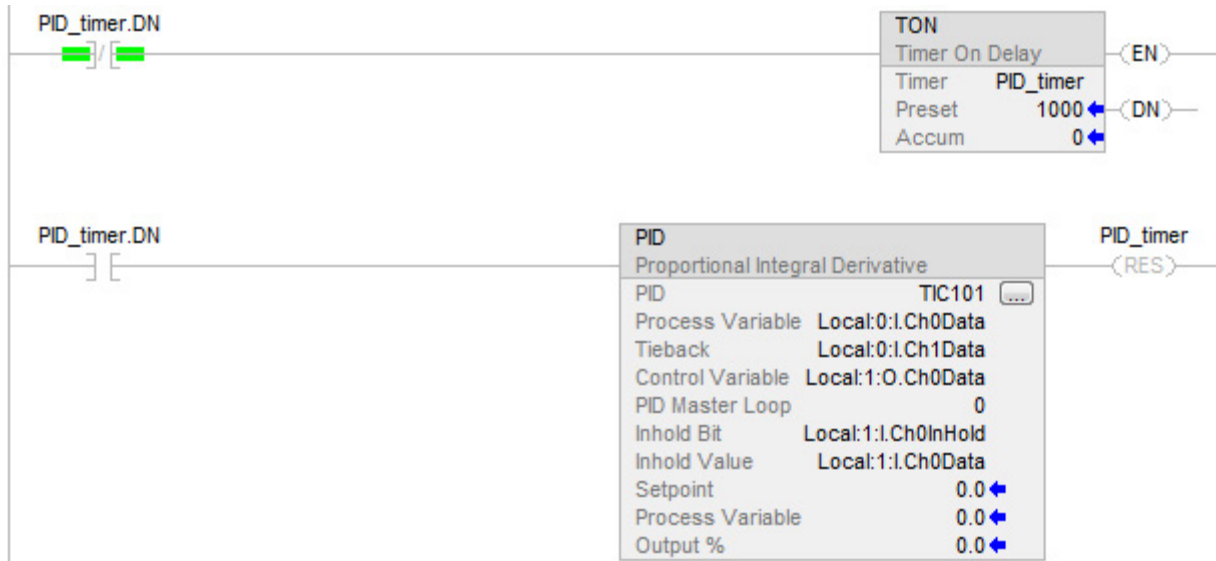 PID_timer.DN
TON
Timer On Delay
EN
Timer PID_timer
Preset 1000
DN
Accum 0
PID_timer.DN
PID
Proportional Integral Derivative
PID_timer
RES
PID TIC101 ...
Process Variable Local:0:I.Ch0Data
Tieback Local:0:I.Ch1Data
Control Variable Local:1:O.Ch0Data
PID Master Loop 0
Inhold Bit Local:1:I.Ch0InHold
Inhold Value Local:1:I.Ch0Data
Setpoint 0.0
Process Variable 0.0
Output % 0.0